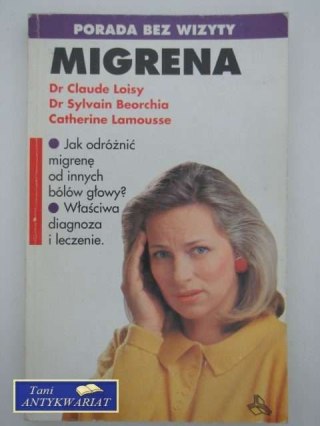 PORADA BEZ WIZYTY
MIGRENA
Dr Claude Loisy
Dr Sylvain Beorchia
Catherine Lamousse
Jak odróżnić
migrenę
od innych
bólów głowy?
Właściwa
diagnoza
i leczenie.
Tani
ANTYKWARIAT